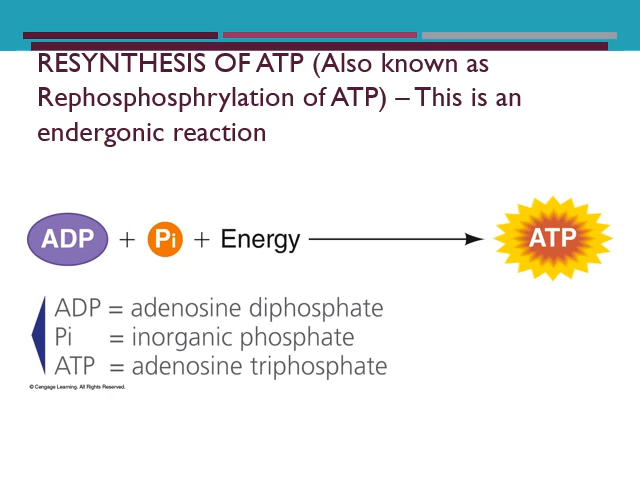 RESYNTHESIS OF ATP (Also known as
Rephosphosphrylation of ATP) – This is an
endergonic reaction
ADP + Pi + Energy ATP
ADP = adenosine diphosphate
Pi = inorganic phosphate
ATP = adenosine triphosphate
© Cengage Learning. All Rights Reserved.